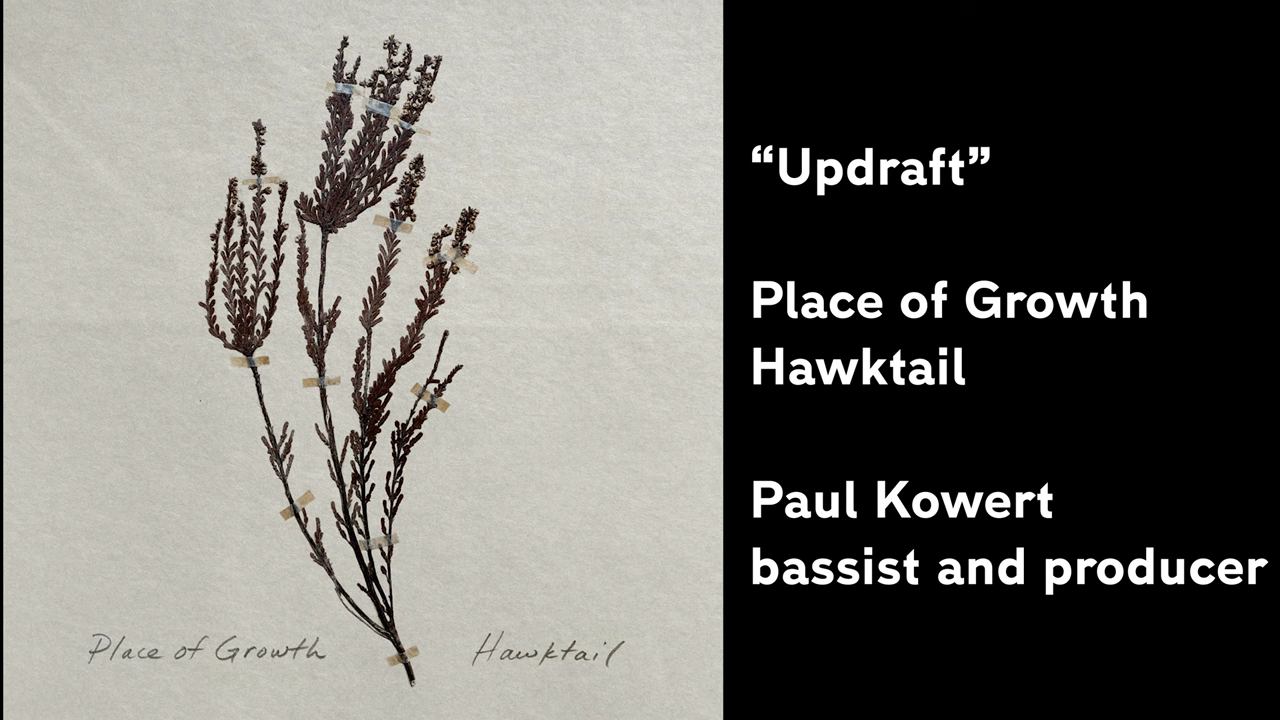 Place of Growth
Hawktail
“Updraft”
Place of Growth
Hawktail
Paul Kowert
bassist and producer